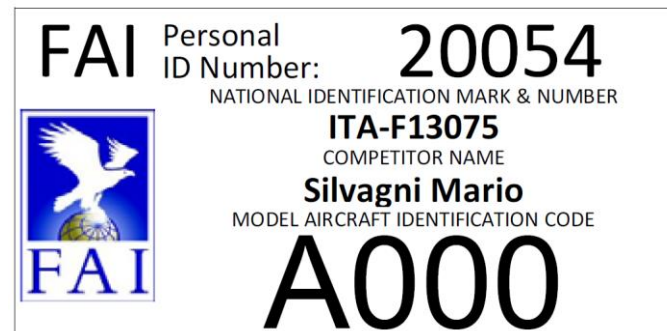 FAI Personal ID Number: 20054
NATIONAL IDENTIFICATION MARK & NUMBER
ITA-F13075
COMPETITOR NAME
Silvagni Mario
MODEL AIRCRAFT IDENTIFICATION CODE
A000
FAI